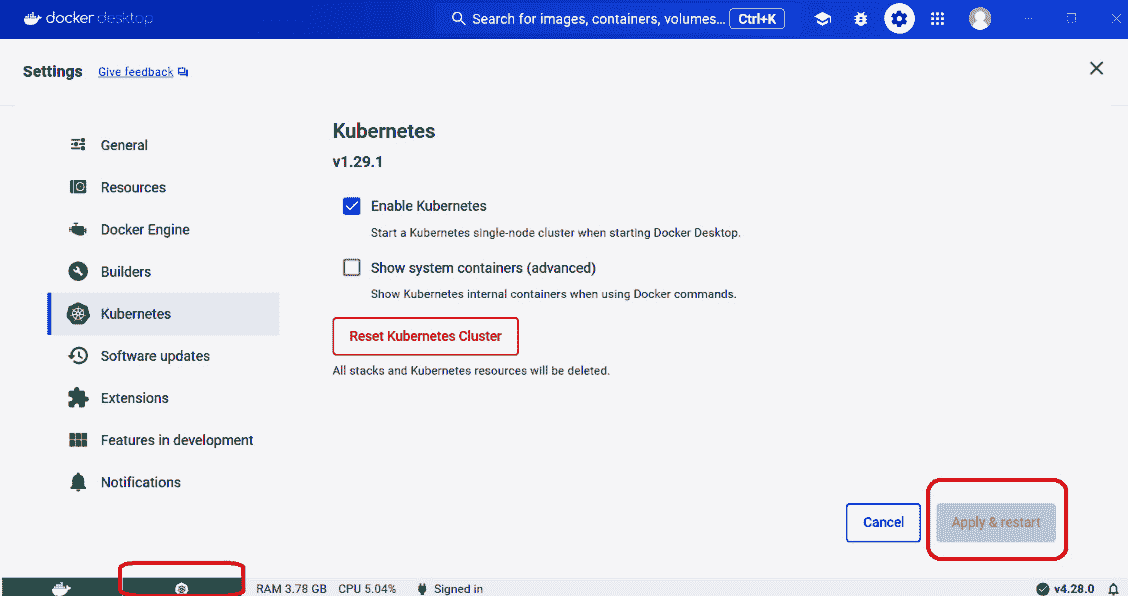 docker desktop
Search for images, containers, volumes... Ctrl+K
Settings Give feedback
General
Resources
Docker Engine
Builders
Kubernetes
Software updates
Extensions
Features in development
Notifications
Kubernetes
v1.29.1
Enable Kubernetes
Start a Kubernetes single-node cluster when starting Docker Desktop.
Show system containers (advanced)
Show Kubernetes internal containers when using Docker commands.
Reset Kubernetes Cluster
All stacks and Kubernetes resources will be deleted.
Cancel Apply & restart
RAM 3.78 GB CPU 5.04% Signed in v4.28.0